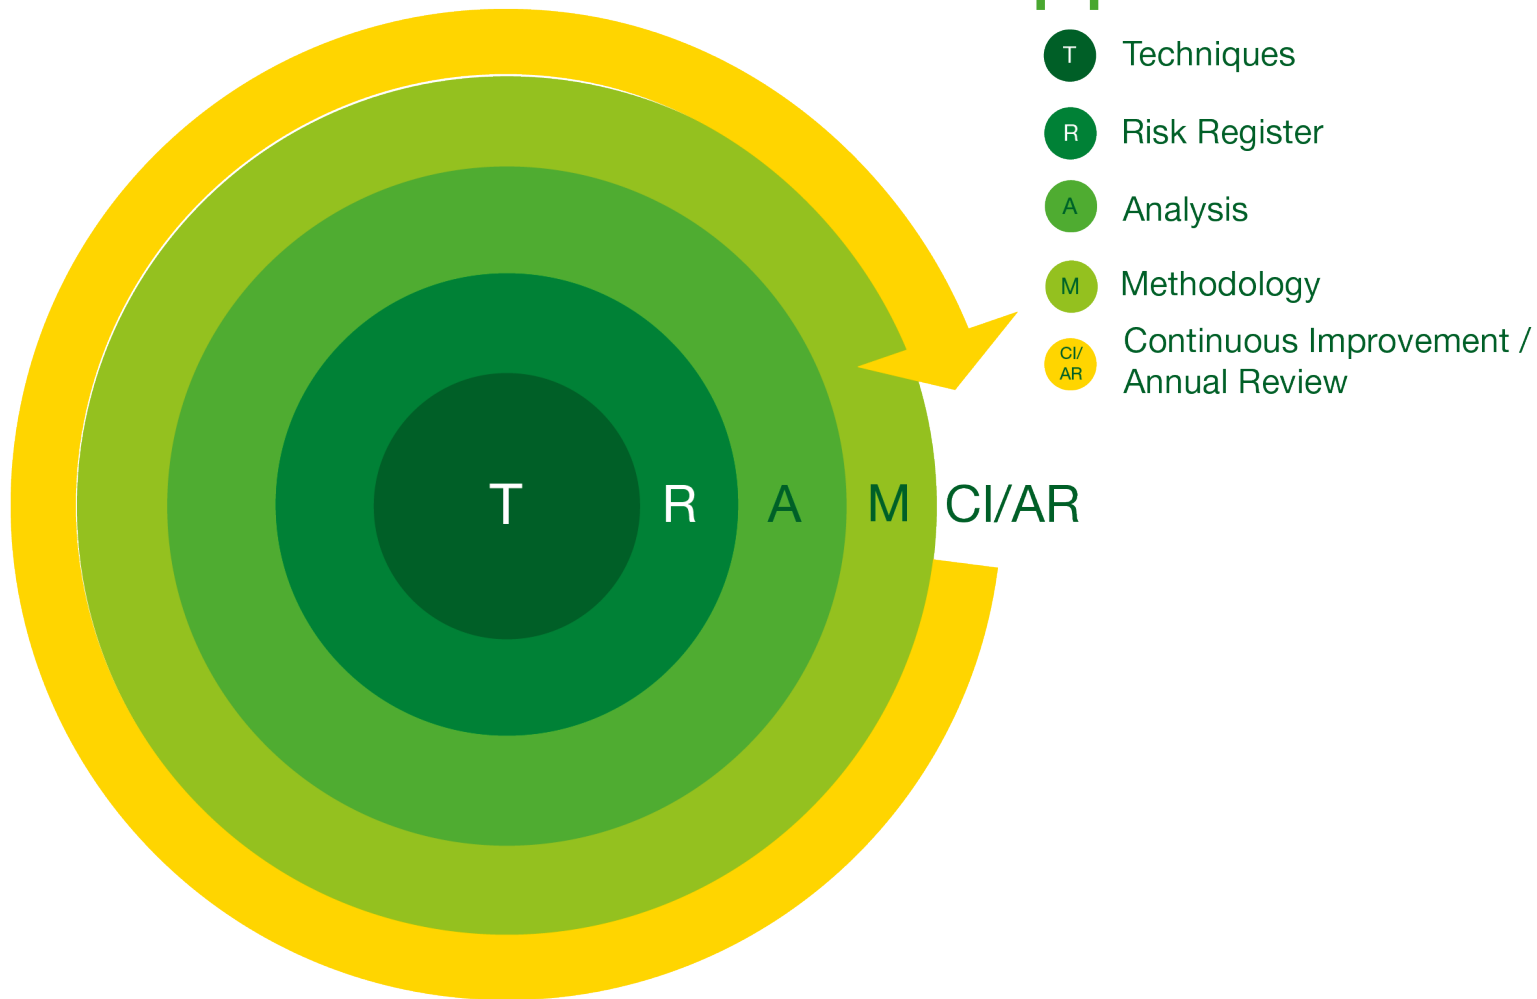 T Techniques
R Risk Register
A Analysis
M Methodology
CI/
AR
Continuous Improvement /
Annual Review
T R A M CI/AR